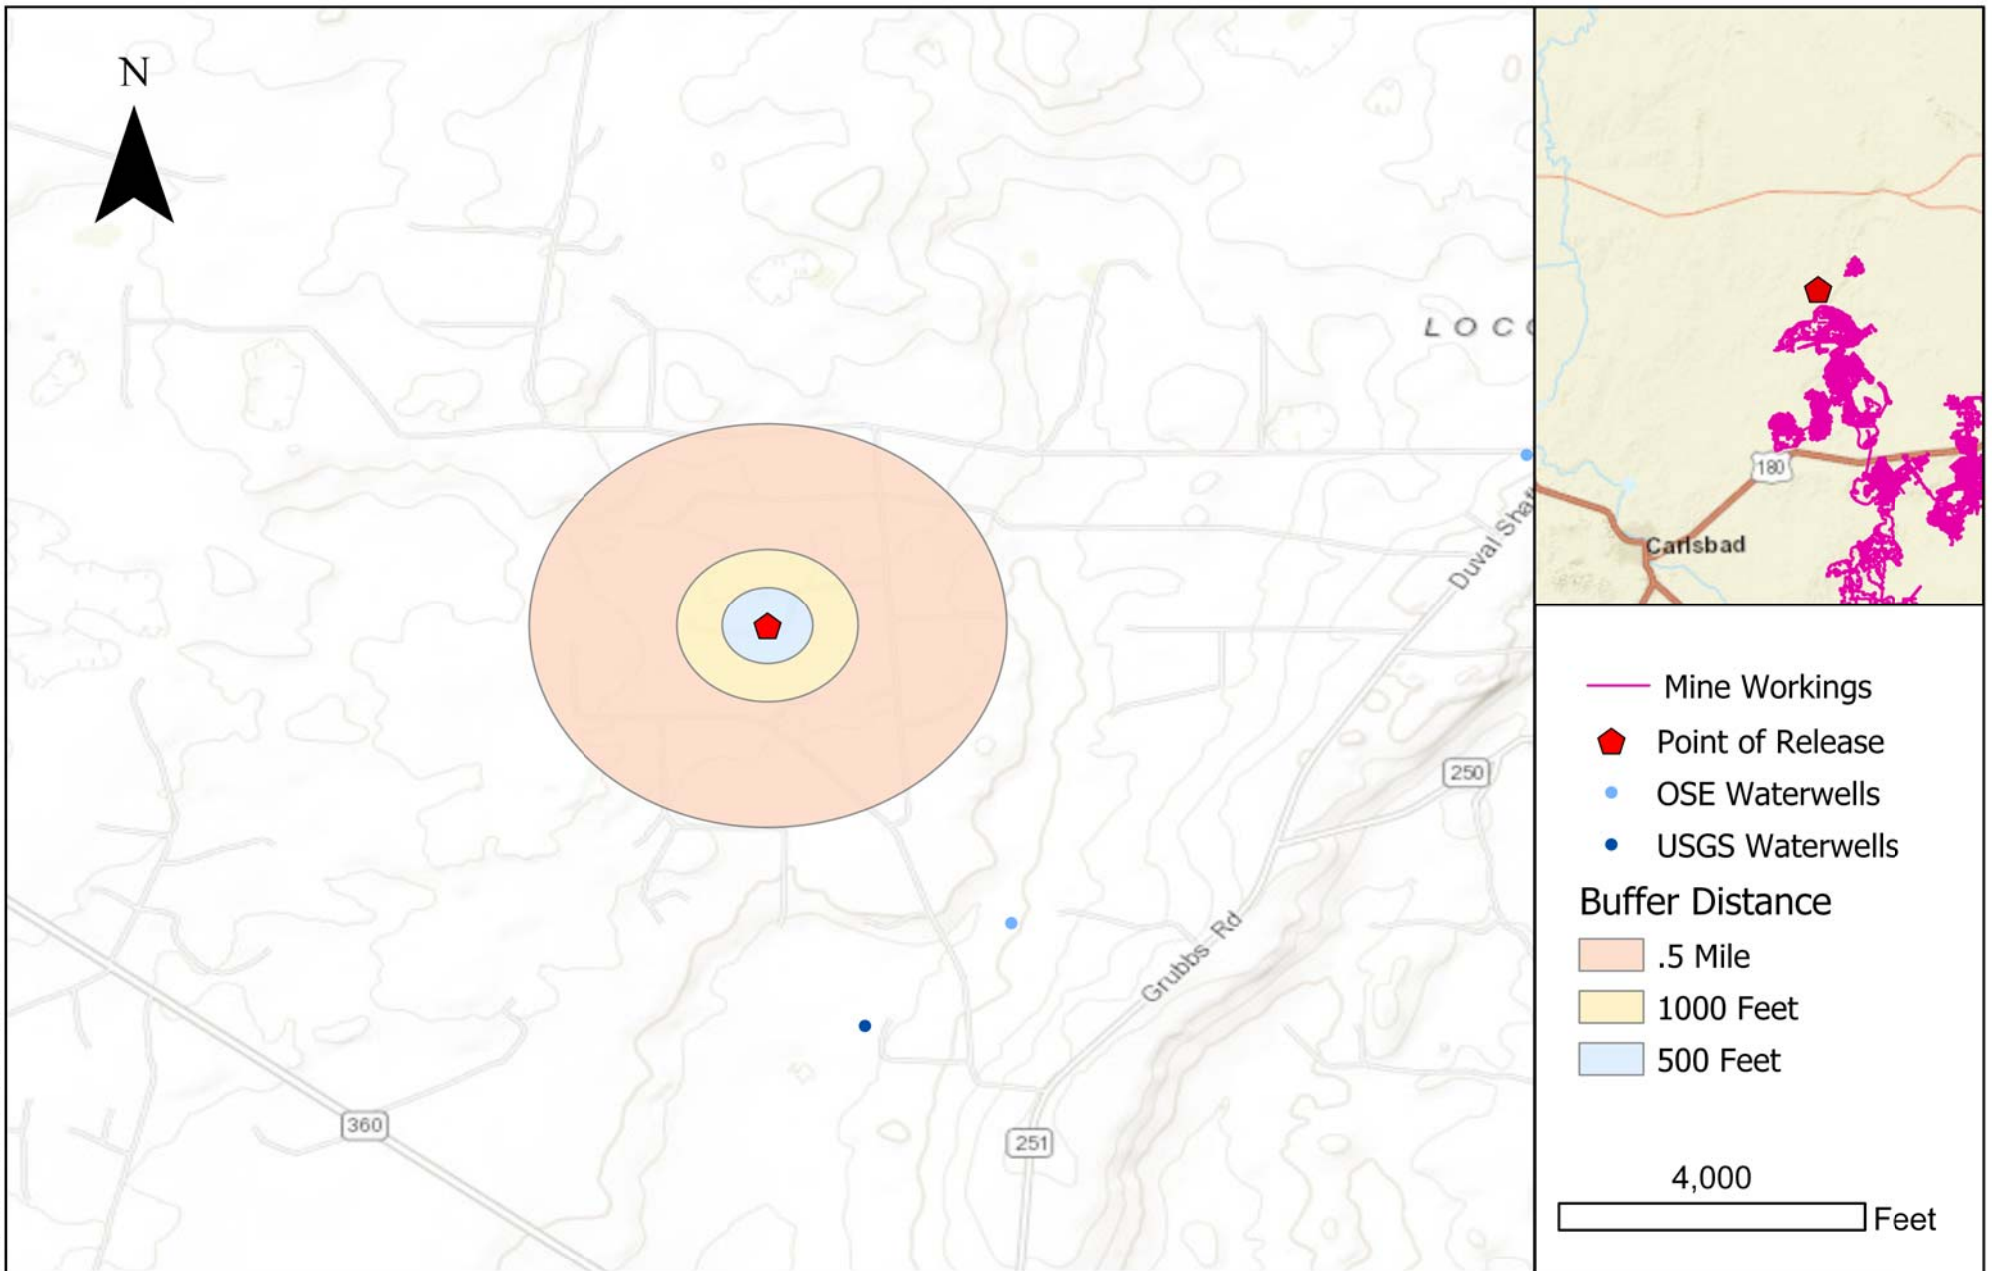 N
LOCO
Duval Shaft
Grubbs Rd
250
360
251
180
Carlsbad
Mine Workings
Point of Release
OSE Waterwells
USGS Waterwells
Buffer Distance
.5 Mile
1000 Feet
500 Feet
4,000
Feet